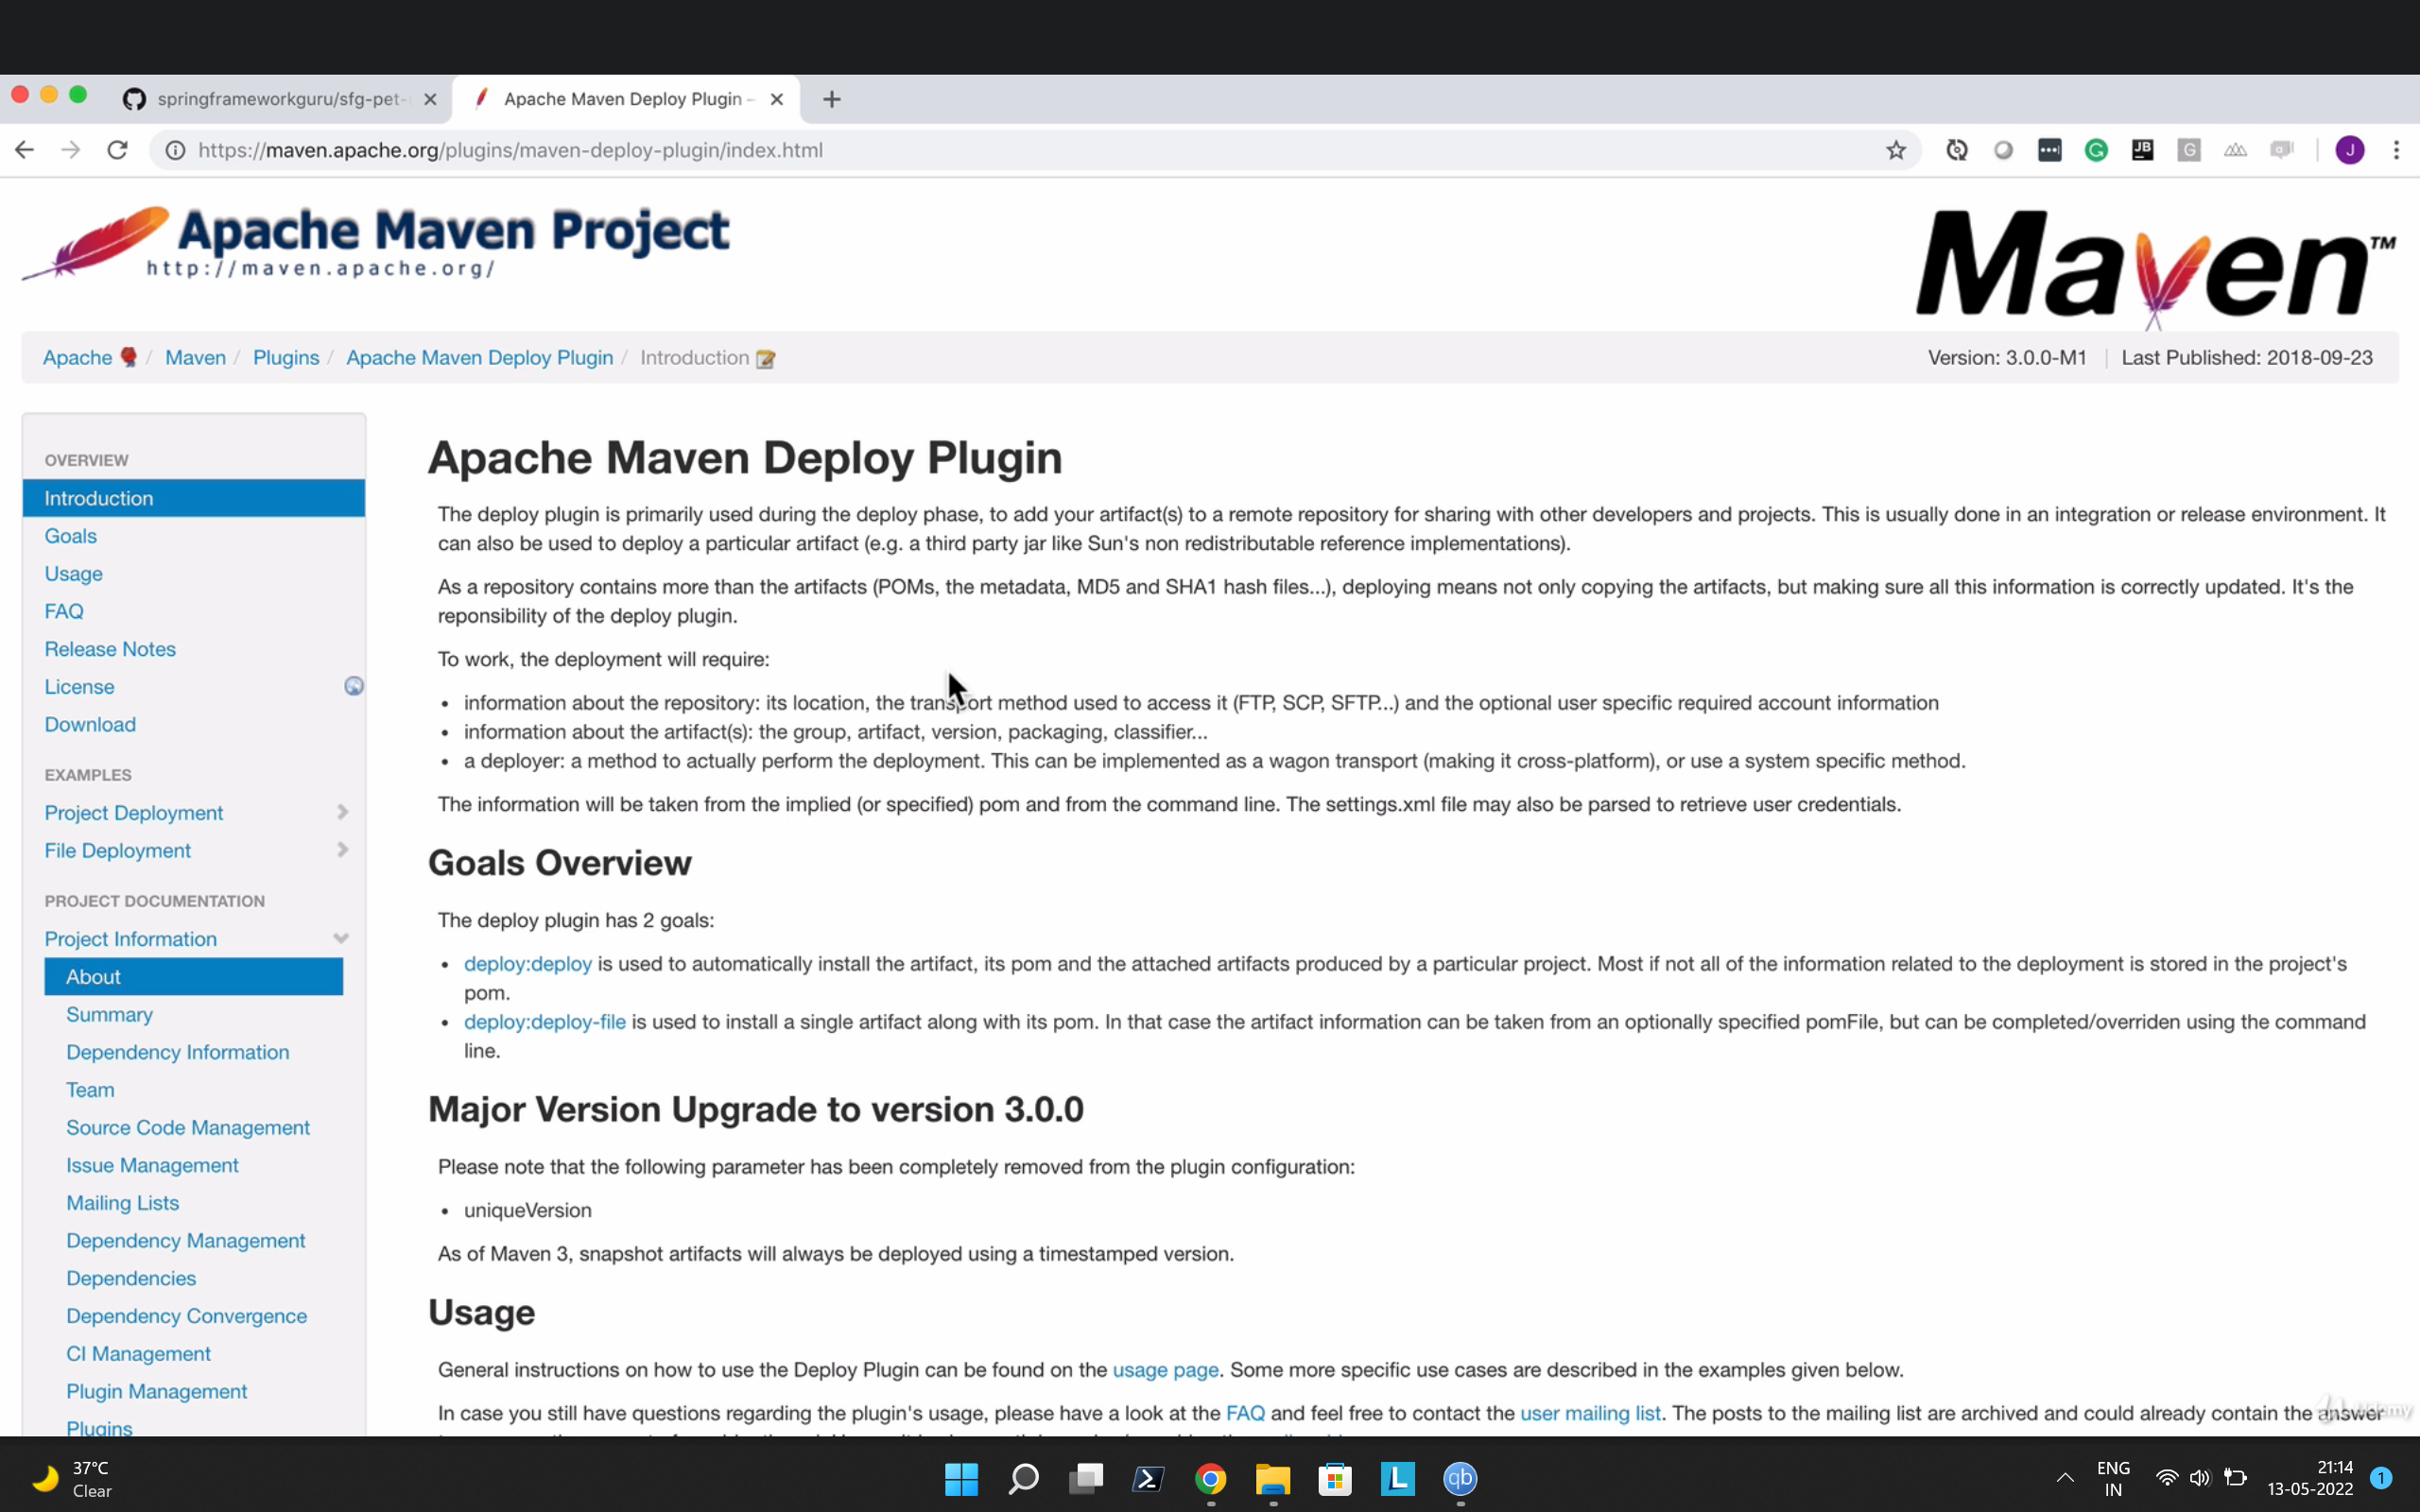 springframeworkguru/sfg-pet-
Apache Maven Deploy Plugin –
https://maven.apache.org/plugins/maven-deploy-plugin/index.html
JB
G
J
Apache Maven Project
http://maven.apache.org/
Maven™
Apache / Maven / Plugins / Apache Maven Deploy Plugin / Introduction
Version: 3.0.0-M1 | Last Published: 2018-09-23
OVERVIEW
Introduction
Goals
Usage
FAQ
Release Notes
License
Download
EXAMPLES
Project Deployment
File Deployment
PROJECT DOCUMENTATION
Project Information
About
Summary
Dependency Information
Team
Source Code Management
Issue Management
Mailing Lists
Dependency Management
Dependencies
Dependency Convergence
CI Management
Plugin Management
Plugins
Apache Maven Deploy Plugin
The deploy plugin is primarily used during the deploy phase, to add your artifact(s) to a remote repository for sharing with other developers and projects. This is usually done in an integration or release environment. It
can also be used to deploy a particular artifact (e.g. a third party jar like Sun's non redistributable reference implementations).
As a repository contains more than the artifacts (POMs, the metadata, MD5 and SHA1 hash files...), deploying means not only copying the artifacts, but making sure all this information is correctly updated. It's the
reponsibility of the deploy plugin.
To work, the deployment will require:
• information about the repository: its location, the transport method used to access it (FTP, SCP, SFTP...) and the optional user specific required account information
• information about the artifact(s): the group, artifact, version, packaging, classifier...
• a deployer: a method to actually perform the deployment. This can be implemented as a wagon transport (making it cross-platform), or use a system specific method.
The information will be taken from the implied (or specified) pom and from the command line. The settings.xml file may also be parsed to retrieve user credentials.
Goals Overview
The deploy plugin has 2 goals:
• deploy:deploy is used to automatically install the artifact, its pom and the attached artifacts produced by a particular project. Most if not all of the information related to the deployment is stored in the project's
pom.
• deploy:deploy-file is used to install a single artifact along with its pom. In that case the artifact information can be taken from an optionally specified pomFile, but can be completed/overriden using the command
line.
Major Version Upgrade to version 3.0.0
Please note that the following parameter has been completely removed from the plugin configuration:
• uniqueVersion
As of Maven 3, snapshot artifacts will always be deployed using a timestamped version.
Usage
General instructions on how to use the Deploy Plugin can be found on the usage page. Some more specific use cases are described in the examples given below.
In case you still have questions regarding the plugin's usage, please have a look at the FAQ and feel free to contact the user mailing list. The posts to the mailing list are archived and could already contain the answer
37°C
Clear
L
qb
ENG
IN
21:14
13-05-2022
1